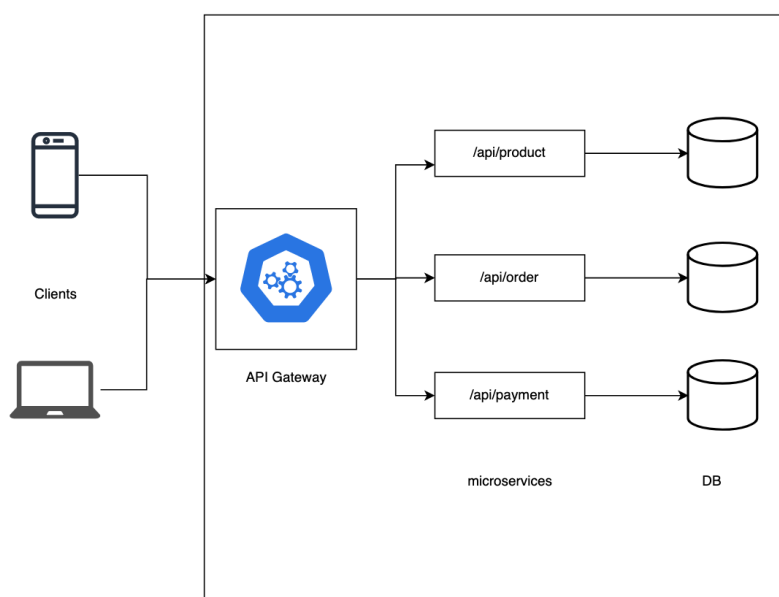 /api/product
/api/order
Clients
API Gateway
/api/payment
microservices
DB